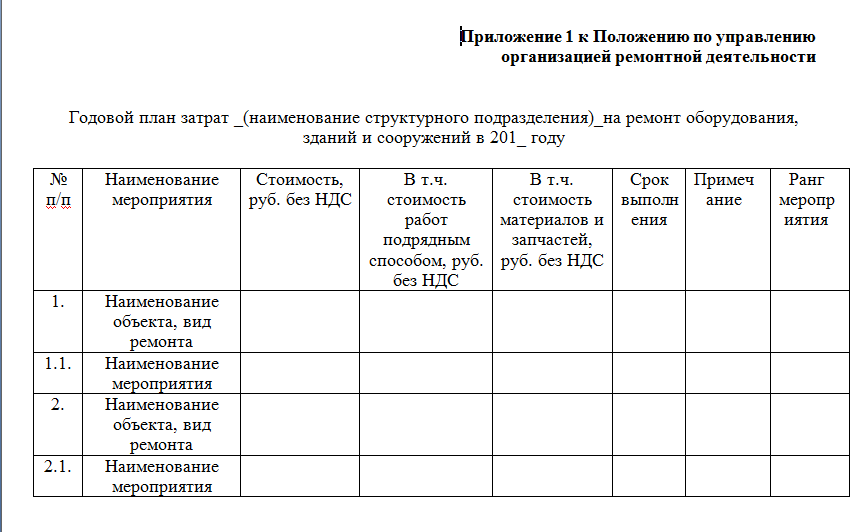 Приложение 1 к Положению по управлению
организацией ремонтной деятельности
Годовой план затрат _(наименование структурного подразделения)_на ремонт оборудования,
зданий и сооружений в 201_ году
№
п/п
Наименование
мероприятия
Стоимость,
руб. без НДС
В т.ч.
стоимость
работ
подрядным
способом, руб.
без НДС
В т.ч.
стоимость
материалов и
запчастей,
руб. без НДС
Срок
выполн
ения
Примеч
ание
Ранг
меропр
иятия
1.
Наименование
объекта, вид
ремонта
1.1.
Наименование
мероприятия
2.
Наименование
объекта, вид
ремонта
2.1.
Наименование
мероприятия